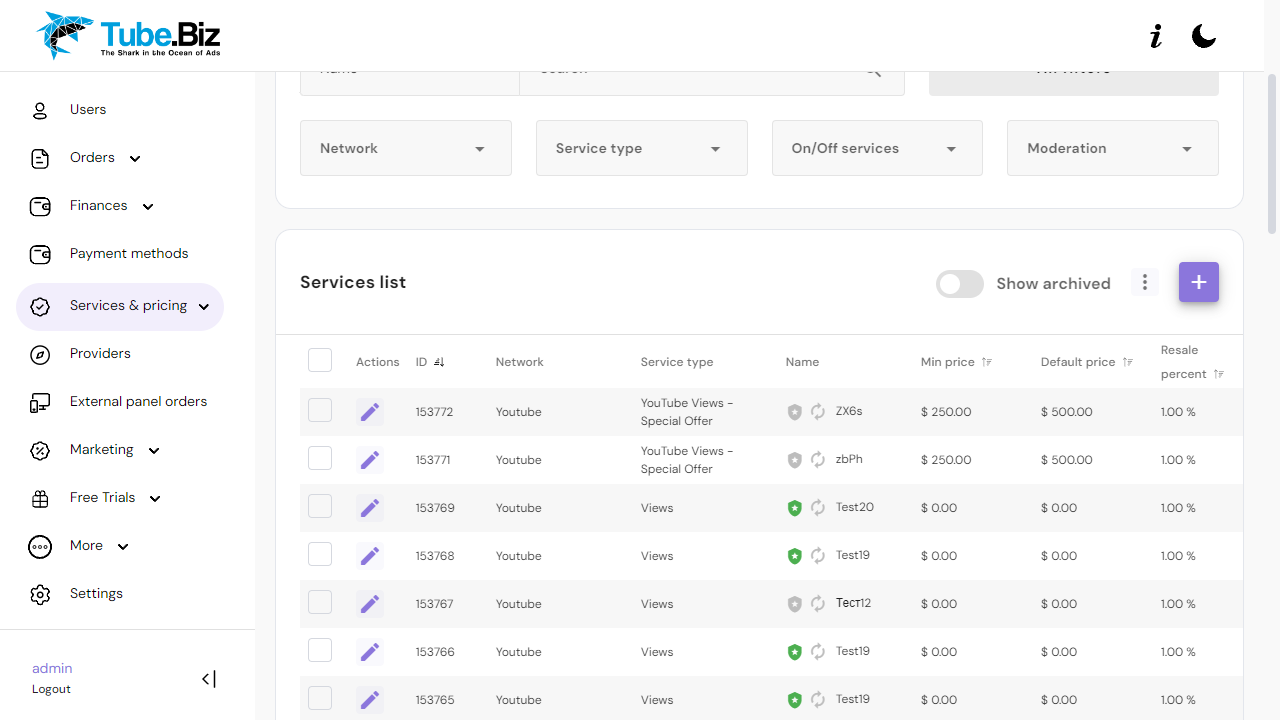 Tube.Biz
The Shark in the Ocean of Ads
Users
Orders
Finances
Payment methods
Services & pricing
Providers
External panel orders
Marketing
Free Trials
More
Settings
admin
Logout
Network
Service type
On/Off services
Moderation
Services list
Show archived
Actions ID Network Service type Name Min price Default price Resale percent
153772 Youtube YouTube Views - Special Offer ZX6s $ 250.00 $ 500.00 1.00 %
153771 Youtube YouTube Views - Special Offer zbPh $ 250.00 $ 500.00 1.00 %
153769 Youtube Views Test20 $ 0.00 $ 0.00 1.00 %
153768 Youtube Views Test19 $ 0.00 $ 0.00 1.00 %
153767 Youtube Views Тест12 $ 0.00 $ 0.00 1.00 %
153766 Youtube Views Test19 $ 0.00 $ 0.00 1.00 %
153765 Youtube Views Test19 $ 0.00 $ 0.00 1.00 %